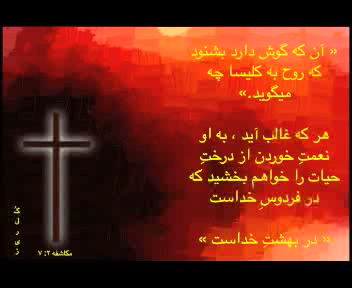 « آن که گوش دارد بشنود
که روح به کلیسا چه
میگوید.»
هر که غالب آید ، به او
نعمتِ خوردن از درختِ
حیات را خواهم بخشید که
در فردوسِ خداست
« در بهشتِ خداست »
مکاشفه ۲: ۷